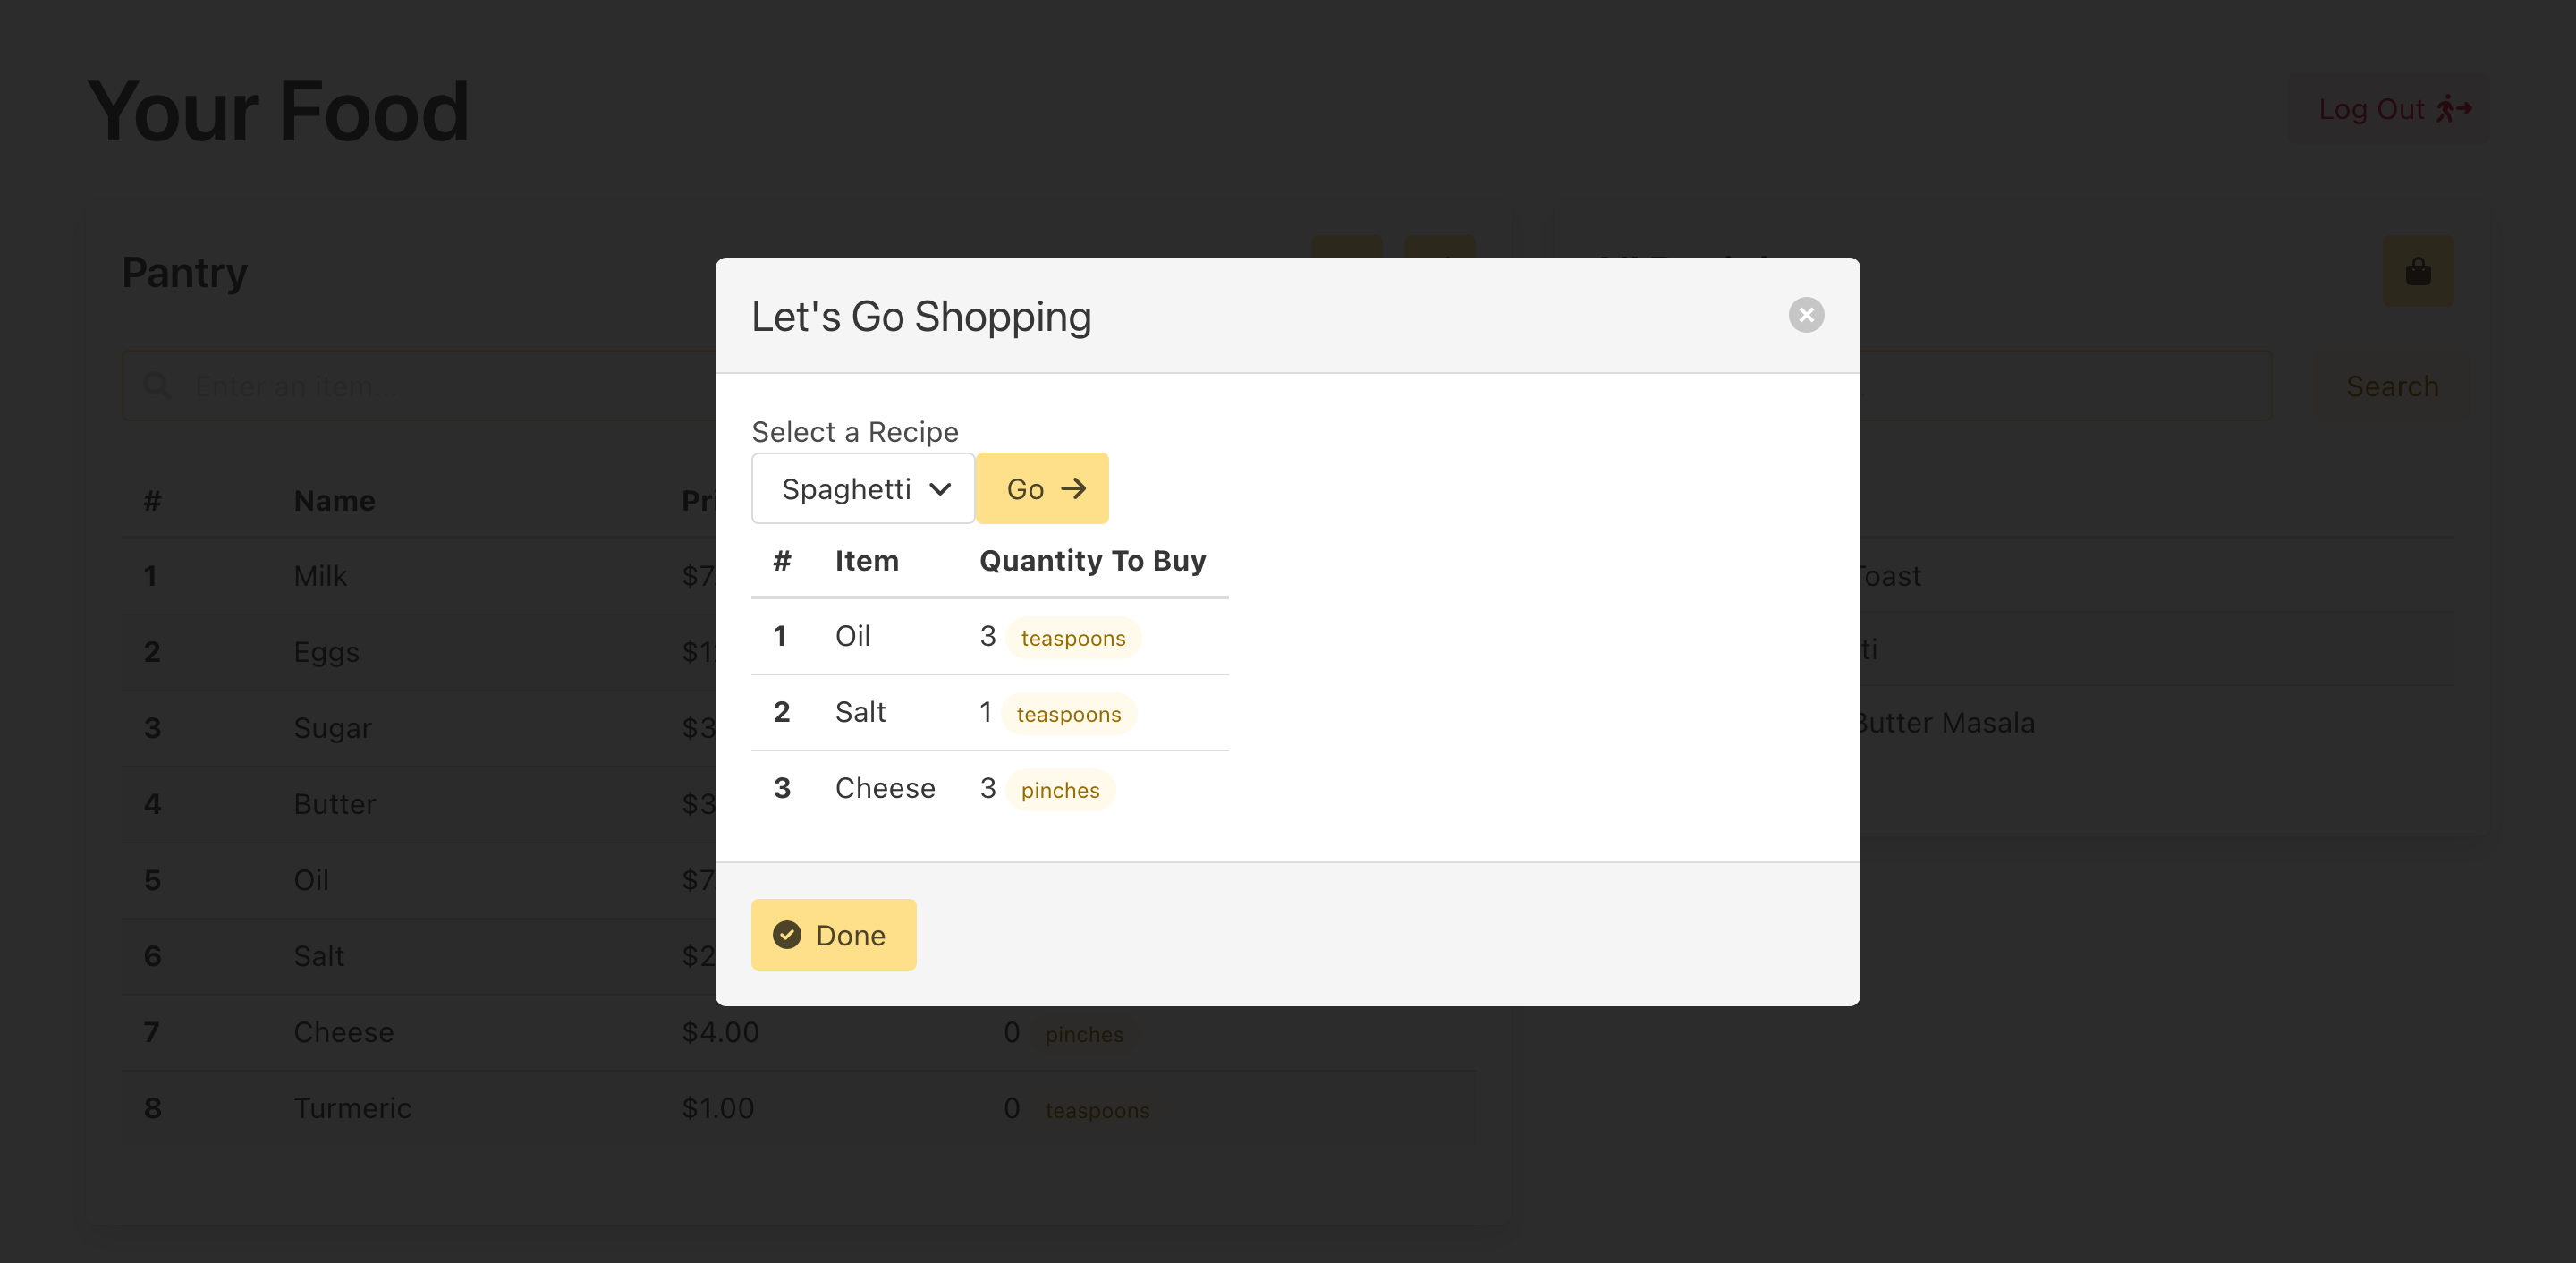 Your Food
Log Out
Pantry
Let's Go Shopping
Enter an item...
Search
Select a Recipe
Spaghetti
Go
# Name
# Item Quantity To Buy
1 Milk $7
2 Eggs $1
3 Sugar $3
4 Butter $3
5 Oil $7
6 Salt $2
7 Cheese $4.00 0 pinches
8 Turmeric $1.00 0 teaspoons
1 Oil 3 teaspoons
2 Salt 1 teaspoons
3 Cheese 3 pinches
Done
Toast
ti
Butter Masala